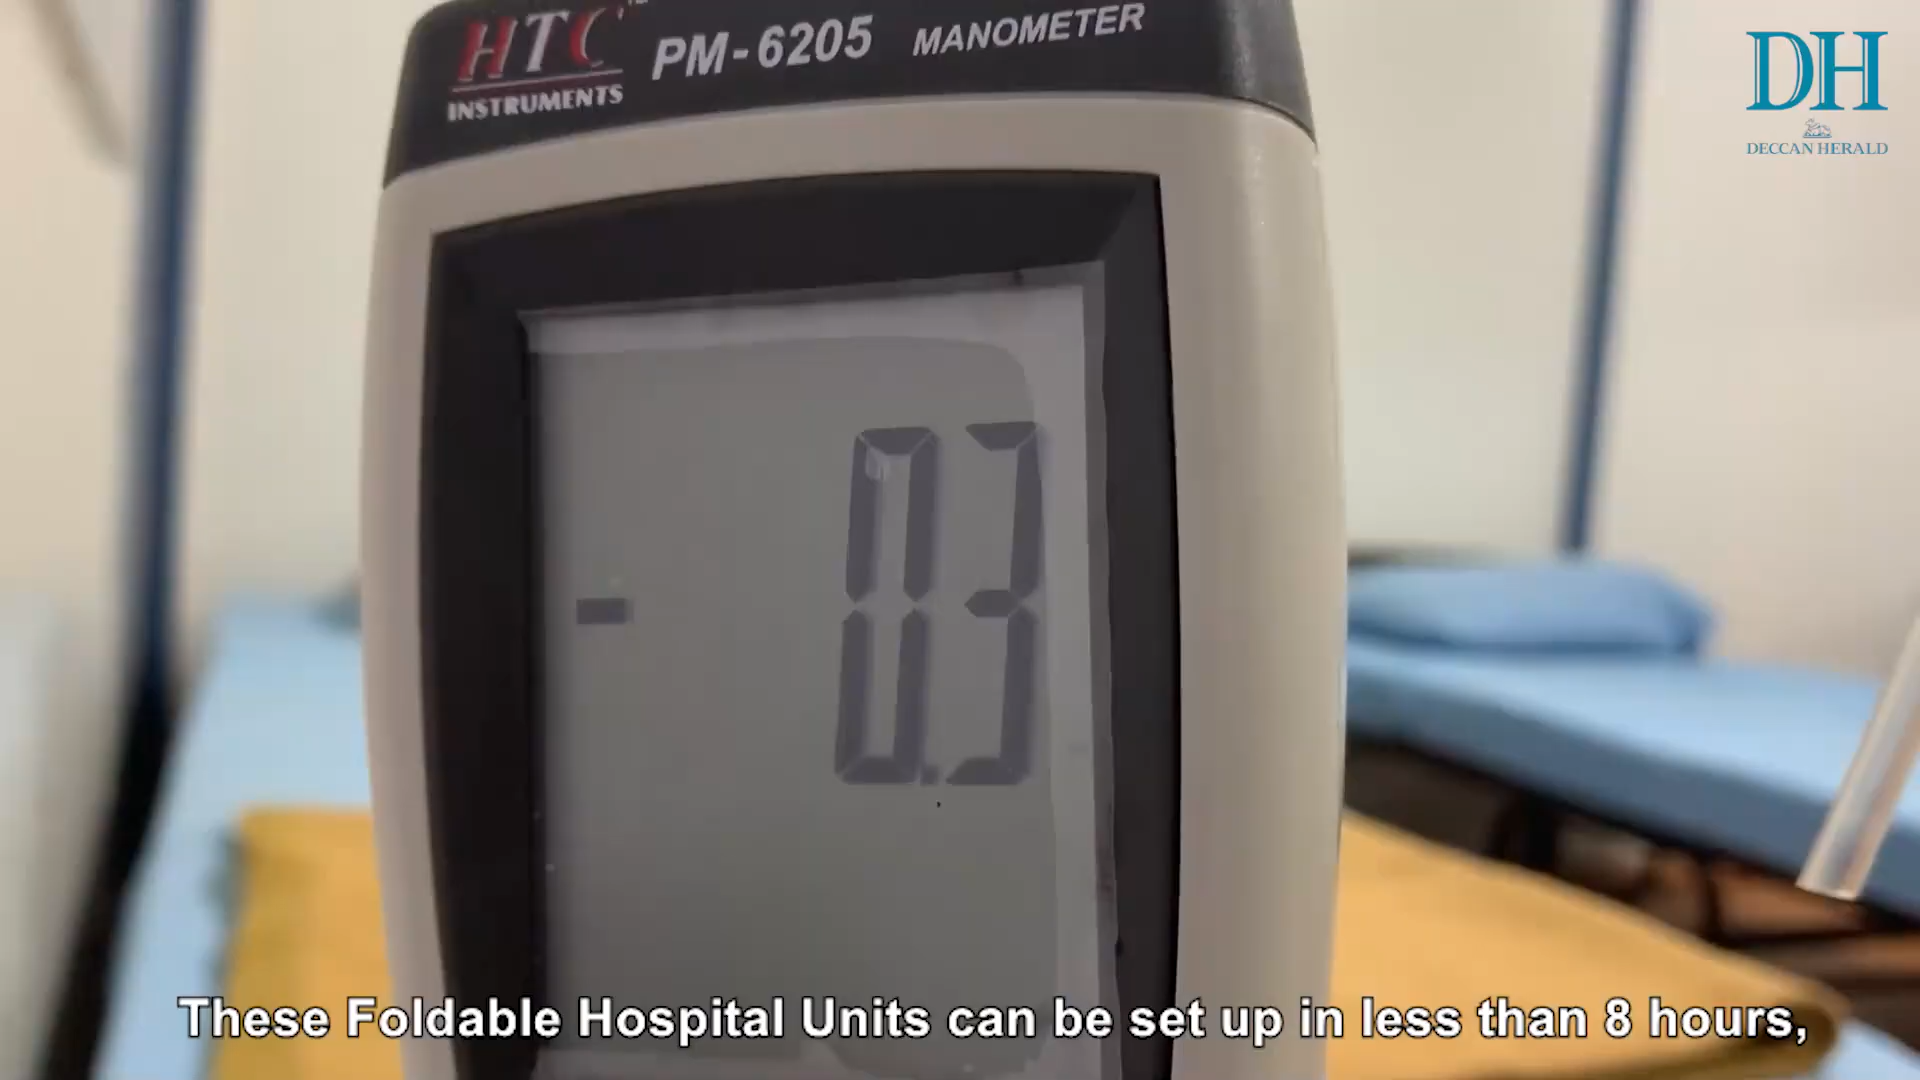 HTC
INSTRUMENTS
PM-6205 MANOMETER
DH
DECCAN HERALD
- 0.3
These Foldable Hospital Units can be set up in less than 8 hours,